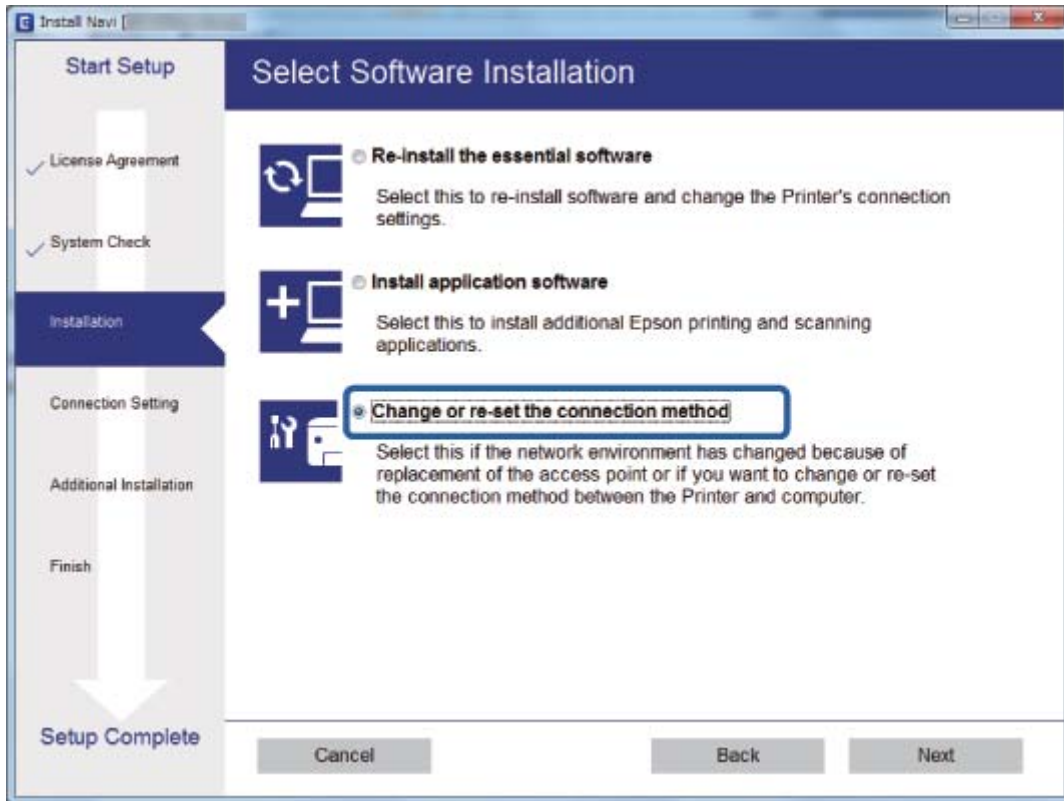 Install Navi [
Start Setup
Select Software Installation
License Agreement
System Check
Installation
Connection Setting
Additional Installation
Finish
Setup Complete
Re-install the essential software
Select this to re-install software and change the Printer's connection
settings.
Install application software
Select this to install additional Epson printing and scanning
applications.
Change or re-set the connection method
Select this if the network environment has changed because of
replacement of the access point or if you want to change or re-set
the connection method between the Printer and computer.
Cancel
Back
Next